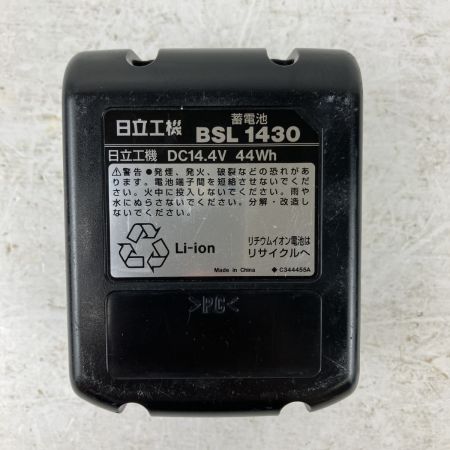 蓄電池
日立工機 BSL 1430
日立工機 DC14.4V 44Wh
⚠警告 ●発煙、発火、破裂などの恐れがあ
ります。電池端子間を短絡させないでくだ
さい。火中に投入しないでください。雨や
水にぬらさないでください。分解・改造し
ないでください。
Li-ion
リチウムイオン電池は
リサイクルへ
Made in China
◆ C344455A
>PC<